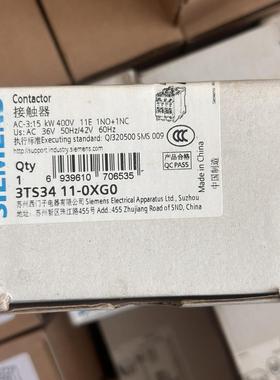 SIEMENS
Contactor
接触器
AC-3:15 kW 400V 11E 1NO+1NC
Us: AC 36V 50Hz/42V 60Hz
执行标准Executing standard: Q/320500 SMS 009
http://support.industry.siemens.com
Qty
1
6 939610 706535
产品合格
QC PASS
中国制造
Made in China
3TS34 11-0XG0
苏州西门子电器有限公司 Siemens Electrical Apparatus Ltd., Suzhou
苏州新区珠江路455号 Add:455 Zhujiang Road of SND, China